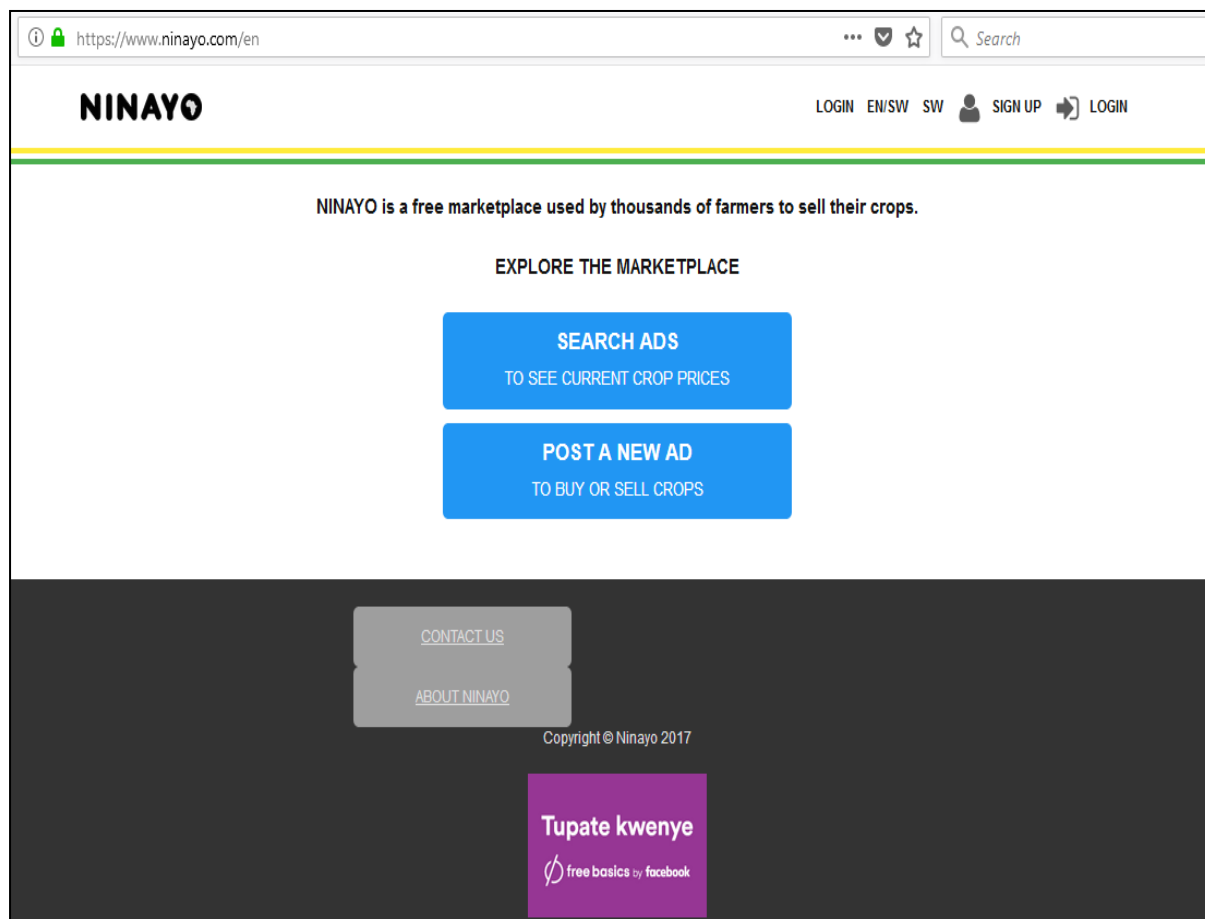 https://www.ninayo.com/en ••• Search
NINAYO LOGIN EN/SW SW SIGN UP LOGIN
NINAYO is a free marketplace used by thousands of farmers to sell their crops.
EXPLORE THE MARKETPLACE
SEARCH ADS
TO SEE CURRENT CROP PRICES
POST A NEW AD
TO BUY OR SELL CROPS
CONTACT US
ABOUT NINAYO
Copyright © Ninayo 2017
Tupate kwenye
free basics by facebook